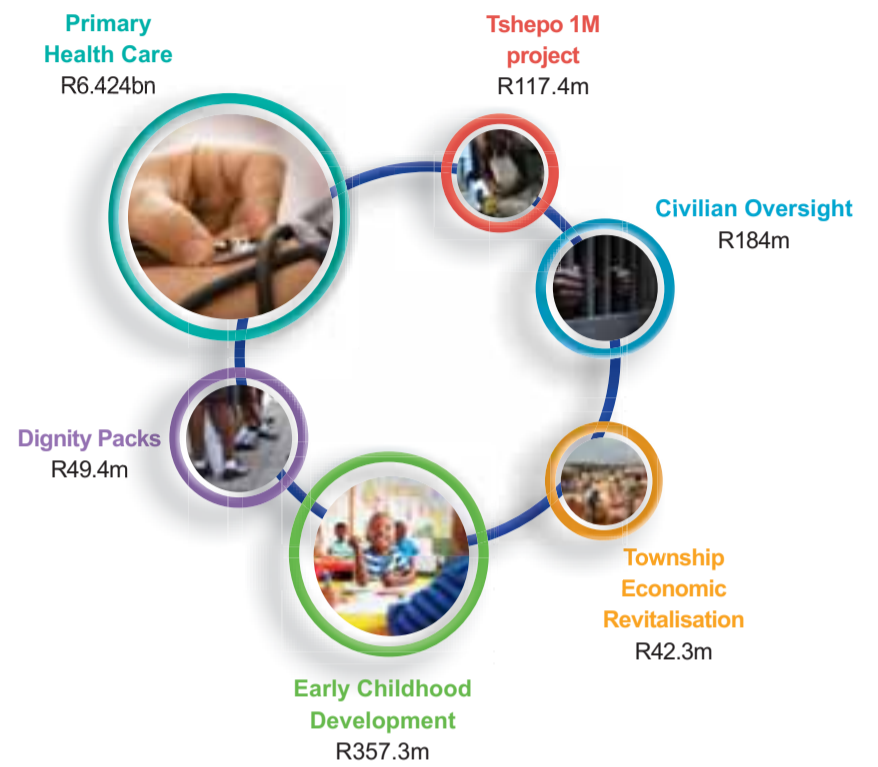 Primary
Health Care
R6.424bn
Tshepo 1M
project
R117.4m
Civilian Oversight
R184m
Dignity Packs
R49.4m
Township
Economic
Revitalisation
R42.3m
Early Childhood
Development
R357.3m